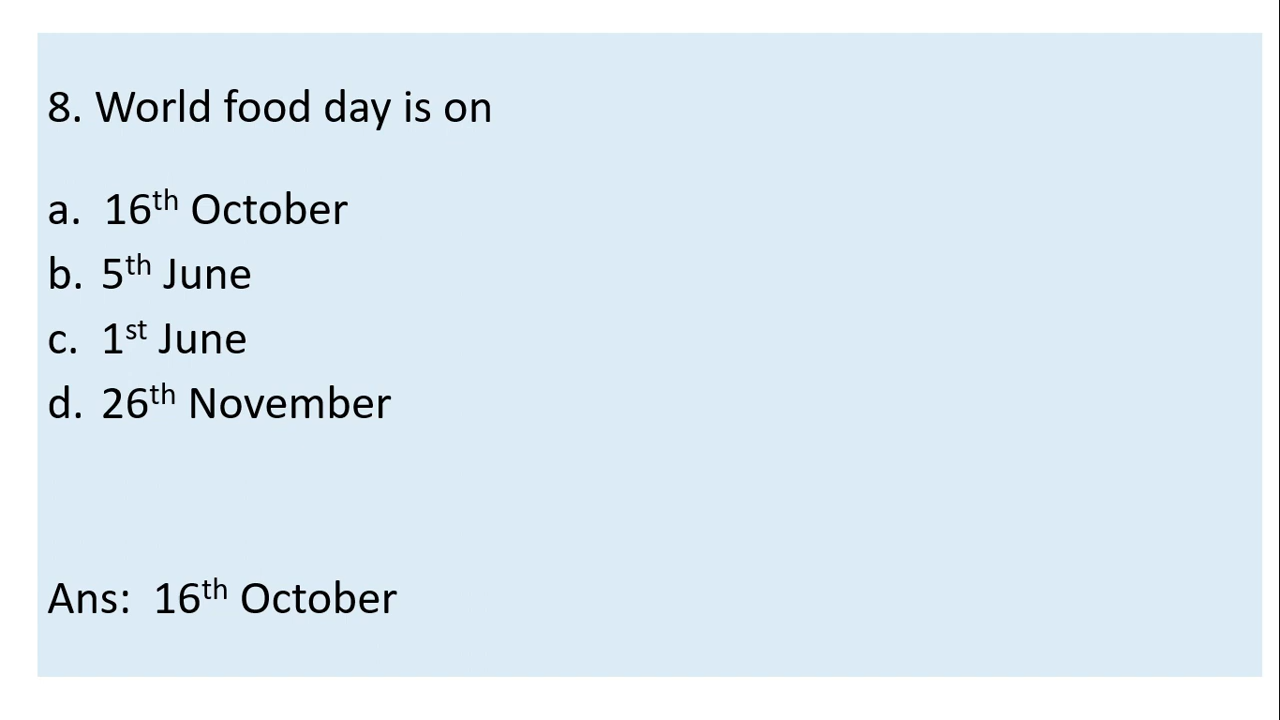 8. World food day is on
a. 16th October
b. 5th June
c. 1st June
d. 26th November
Ans: 16th October